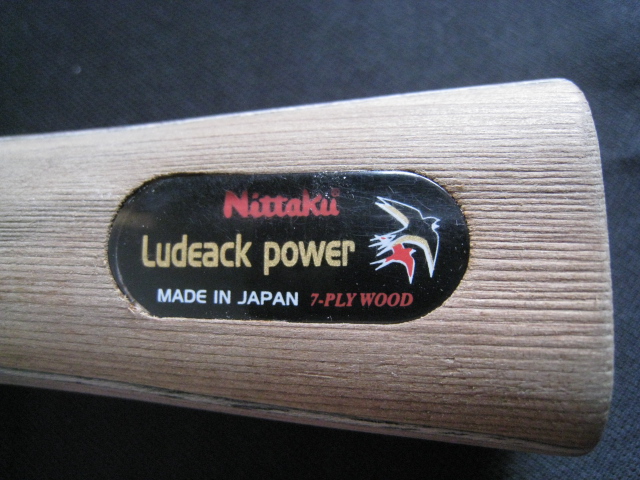 Nittaku
Ludeack power
MADE IN JAPAN 7-PLY WOOD